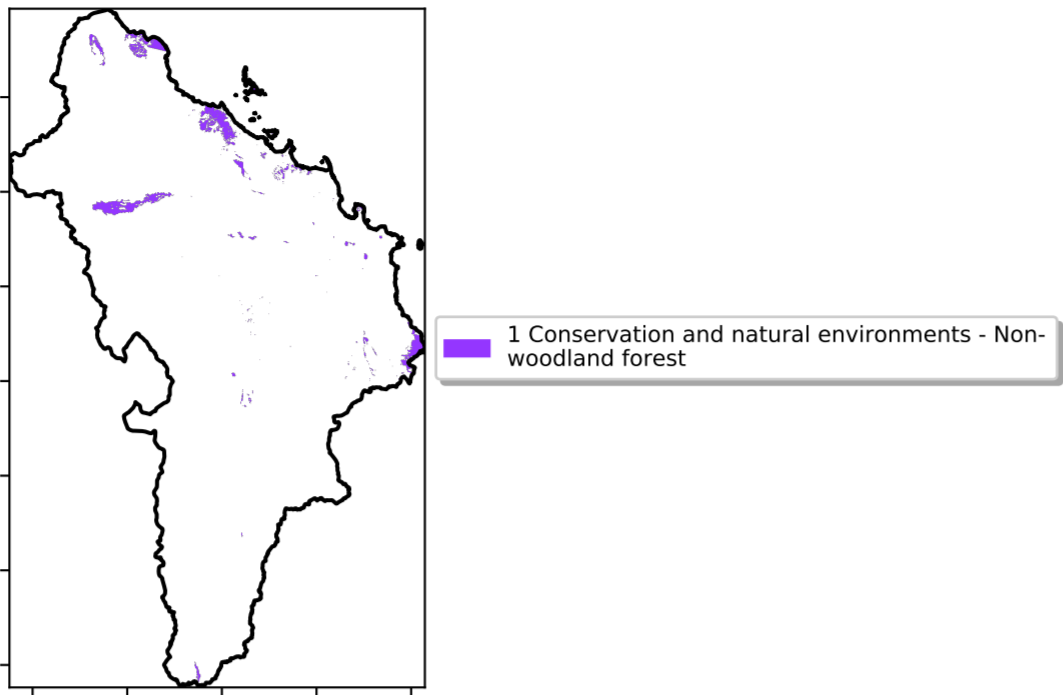 1 Conservation and natural environments - Non-
woodland forest